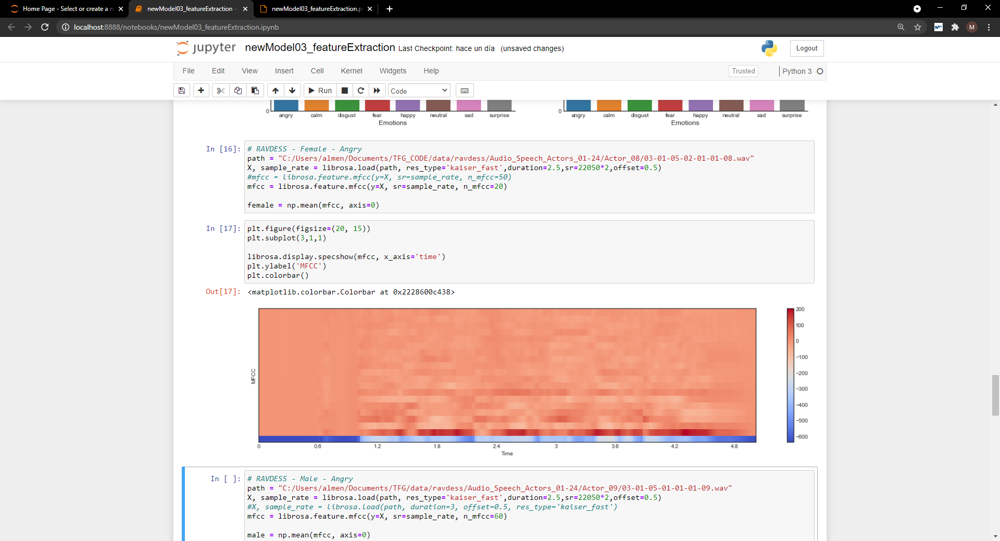 Home Page - Select or create a n
newModel03_featureExtraction -
newModel03_featureExtraction.p
localhost:8888/notebooks/newModel03_featureExtraction.ipynb
M
jupyter newModel03_featureExtraction Last Checkpoint: hace un día (unsaved changes)
Logout
File Edit View Insert Cell Kernel Widgets Help
Trusted
Python 3
Run
Code
0
angry calm disgust fear happy neutral sad surprise
Emotions
0
angry calm disgust fear happy neutral sad surprise
Emotions
In [16]:
# RAVDESS - Female - Angry
path = "C:/Users/almen/Documents/TFG_CODE/data/ravdess/Audio_Speech_Actors_01-24/Actor_08/03-01-05-02-01-01-08.wav"
X, sample_rate = librosa.load(path, res_type='kaiser_fast',duration=2.5,sr=22050*2,offset=0.5)
#mfcc = librosa.feature.mfcc(y=X, sr=sample_rate, n_mfcc=50)
mfcc = librosa.feature.mfcc(y=X, sr=sample_rate, n_mfcc=20)
female = np.mean(mfcc, axis=0)
In [17]:
plt.figure(figsize=(20, 15))
plt.subplot(3,1,1)
librosa.display.specshow(mfcc, x_axis='time')
plt.ylabel('MFCC')
plt.colorbar()
Out[17]:
<matplotlib.colorbar.Colorbar at 0x2228600c438>
MFCC
0 0.6 1.2 1.8 2.4 3 3.6 4.2 4.8
Time
200
100
0
−100
−200
−300
−400
−500
−600
In [ ]:
# RAVDESS - Male - Angry
path = "C:/Users/almen/Documents/TFG/data/ravdess/Audio_Speech_Actors_01-24/Actor_09/03-01-05-01-01-01-09.wav"
X, sample_rate = librosa.load(path, res_type='kaiser_fast',duration=2.5,sr=22050*2,offset=0.5)
#X, sample_rate = librosa.load(path, duration=3, offset=0.5, res_type='kaiser_fast')
mfcc = librosa.feature.mfcc(y=X, sr=sample_rate, n_mfcc=60)
male = np.mean(mfcc, axis=0)